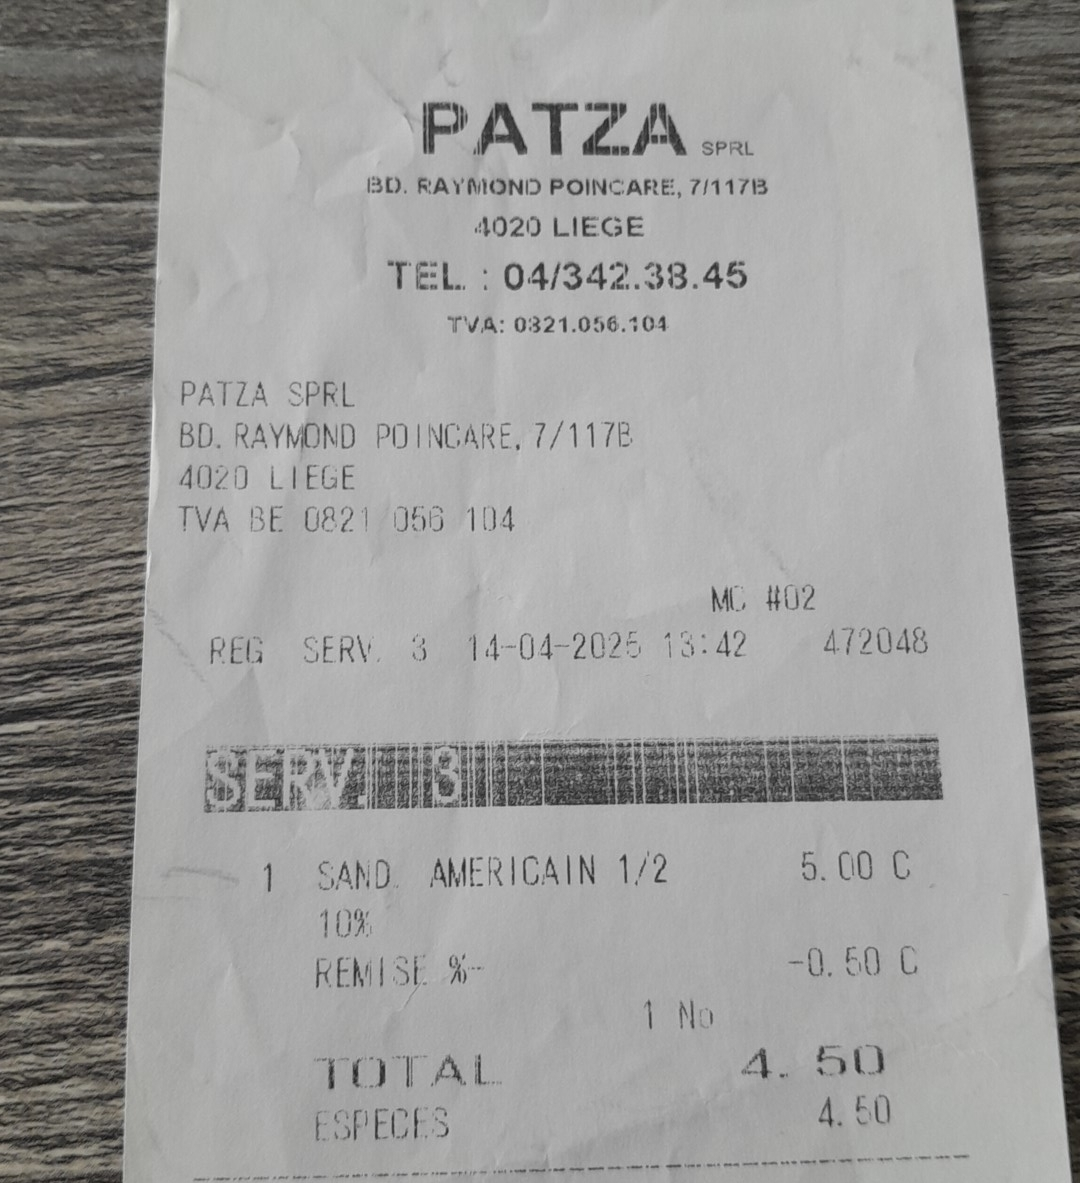 PATZA SPRL
BD. RAYMOND POINCARE, 7/117B
4020 LIEGE
TEL. : 04/342.38.45
TVA: 0821.056.104
PATZA SPRL
BD. RAYMOND POINCARE, 7/117B
4020 LIEGE
TVA BE 0821 056 104
MC #02
REG SERV. 3 14-04-2025 13:42 472048
SERV. 3
1 SAND. AMERICAIN 1/2 5.00 C
10%
REMISE %- -0.50 C
1 No
TOTAL 4.50
ESPECES 4.50